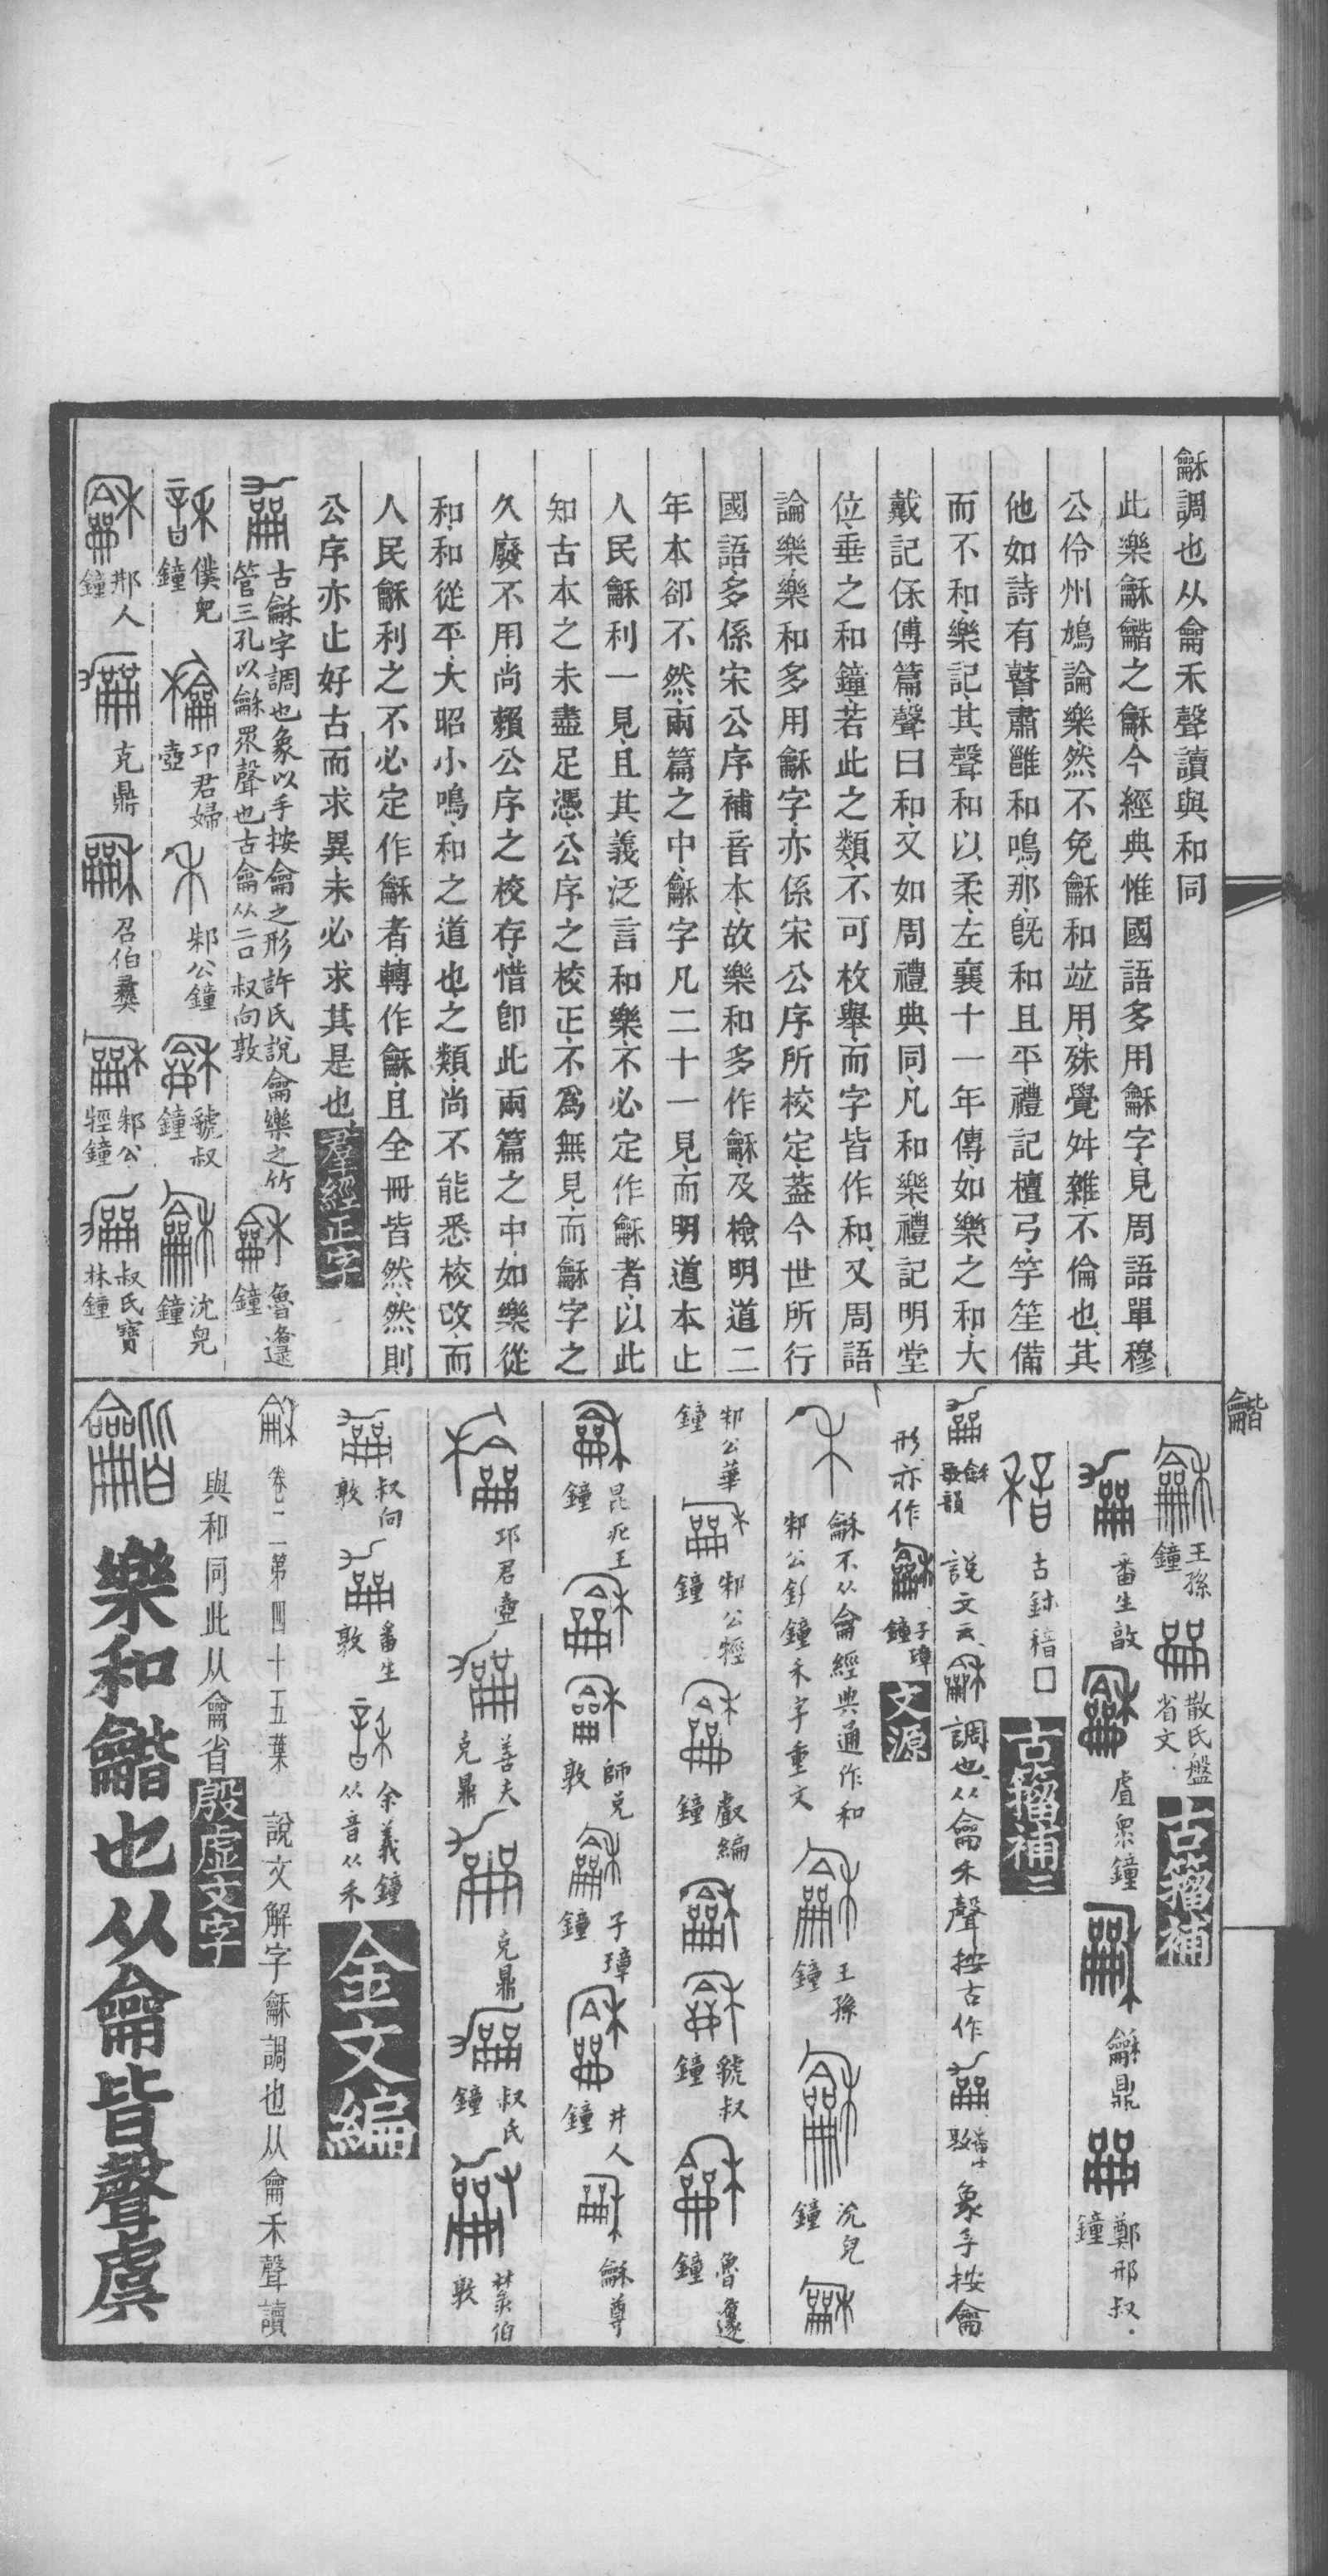 龢調也从龠禾聲讀與和同
此樂龢龤之龢今經典惟國語多用龢字見周語單穆
公伶州鳩論樂然不免龢和竝用殊覺舛雜不倫也其
他如詩有瞽肅雝和鳴那旣和且平禮記檀弓竽笙備
而不和樂記其聲和以柔左襄十一年傳如樂之和大
戴記保傅篇聲曰和又如周禮典同凡和樂禮記明堂
位垂之和鐘若此之類不可枚舉而字皆作和又周語
論樂樂和多用龢字亦係宋公序所校定蓋今世所行
國語多係宋公序補音本故樂和多作龢及檢明道二
年本卻不然兩篇之中龢字凡二十一見而明道本止
人民龢利一見且其義泛言和樂不必定作龢者以此
知古本之未盡足憑公序之校正不爲無見而龢字之
久廢不用尚賴公序之校存惜卽此兩篇之中如樂從
和和從平大昭小鳴和之道也之類尚不能悉校改而
人民龢利之不必定作龢者轉作龢且全冊皆然然則
公序亦止好古而求異未必求其是也羣經正字
古龢字調也象以手按龠之形許氏說龠樂之竹
管三孔以龢眾聲也古龠从二口 叔向敦
魯邍
鐘
僕兒
鐘 邛君婦
壺 邾公鐘 虢叔
鐘 沇兒
鐘
邢人
鐘 克鼎 召伯彝 邾公
牼鐘 叔氏寶
林鐘
龤
王孫
鐘 散氏盤
省文 古籀補
番生敦 虘眾鐘 龢鼎 鄭邢叔
鐘
古鉢 古籀補二
說文云龢調也从龠禾聲按古作 象手按龠
形亦作 子璋
鐘 文源
龢不从龠經典通作和
邾公釛鐘禾字重文 王孫
鐘 沇兒
鐘
邾公華
鐘 邾公牼
鐘 虘編
鐘 虢叔
鐘 魯邍
鐘
昆疕王
鐘 師克
敦 子璋
鐘 井人
鐘 龢尊
邛君壺 善夫
克鼎 克鼎 叔氏
鐘 伯
敦
叔向
敦 番生
敦 余義鐘
从音从禾 金文編
卷二第四十五葉 說文解字龢調也从龠禾聲讀
與和同此从龠省殷虛文字
樂和龤也从龠皆聲虞